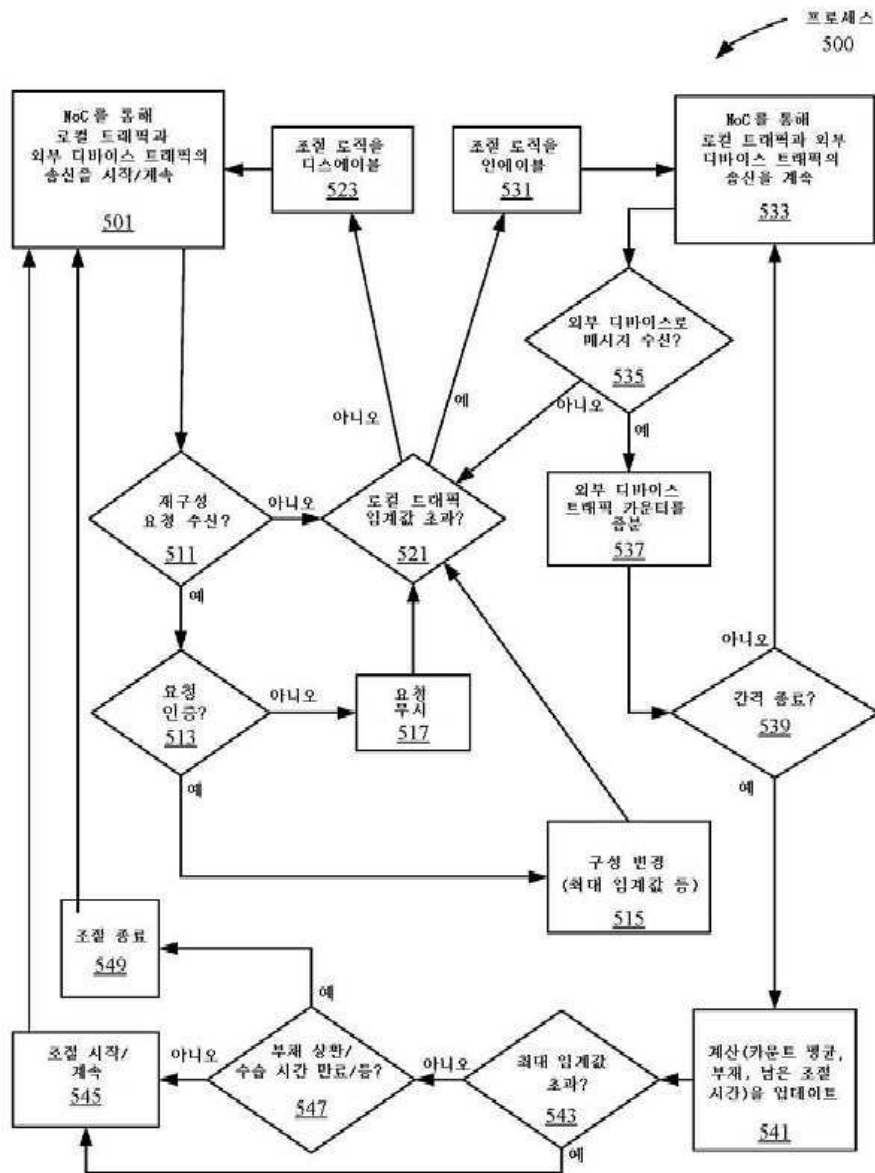 프로세스
500
NoC를 통해
로컬 트래픽과
외부 디바이스 트래픽의
송신을 시작/계속
501
조절 로직을
디스에이블
523
조절 로직을
인에이블
531
NoC를 통해
로컬 트래픽과 외부
디바이스 트래픽의
송신을 계속
533
외부 디바이스로
메시지 수신?
535
아니오
예
아니오
예
재구성
요청 수신?
511
아니오
예
로컬 트래픽
임계값 초과?
521
외부 디바이스
트래픽 카운터를
증분
537
요청
인증?
513
아니오
예
요청
무시
517
아니오
간격 종료?
539
예
구성 변경
(최대 임계값 등)
515
조절 종료
549
예
조절 시작/
계속
545
아니오
부채 상환/
수습 시간 만료/등?
547
아니오
최대 임계값
초과?
543
예
계산(카운트 평균,
부채, 남은 조절
시간)을 업데이트
541